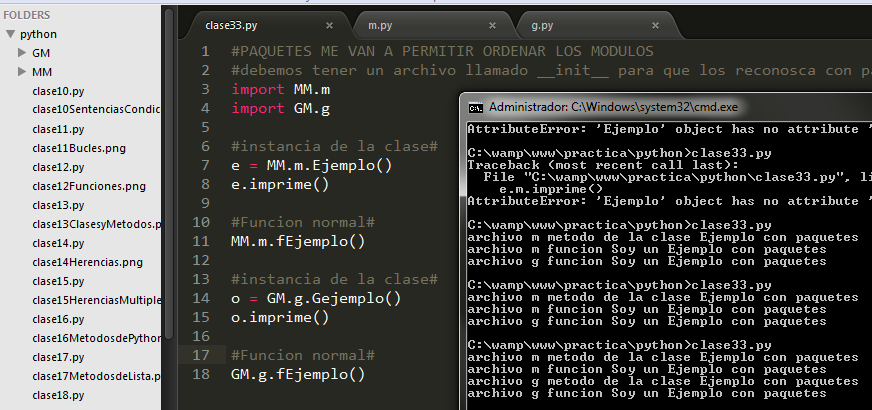 FOLDERS
python
GM
MM
clase10.py
clase10SentenciasCondic
clase11.py
clase11Bucles.png
clase12.py
clase12Funciones.png
clase13.py
clase13ClasesyMetodos.p
clase14.py
clase14Herencias.png
clase15.py
clase15HerenciasMultiple
clase16.py
clase16MetodosdePython
clase17.py
clase17MetodosdeLista.p
clase18.py
clase33.py × m.py × g.py ×
1 #PAQUETES ME VAN A PERMITIR ORDENAR LOS MODULOS
2 #debemos tener un archivo llamado __init__ para que los reconosca con pa
3 import MM.m
4 import GM.g
5
6 #instancia de la clase#
7 e = MM.m.Ejemplo()
8 e.imprime()
9
10 #Funcion normal#
11 MM.m.fEjemplo()
12
13 #instancia de la clase#
14 o = GM.g.Gejemplo()
15 o.imprime()
16
17 #Funcion normal#
18 GM.g.fEjemplo()
Administrador: C:\Windows\system32\cmd.exe
AttributeError: 'Ejemplo' object has no attribute '
C:\wamp\www\practica\python>clase33.py
Traceback (most recent call last):
File "C:\wamp\www\practica\python\clase33.py", li
e.m.imprime()
AttributeError: 'Ejemplo' object has no attribute '
C:\wamp\www\practica\python>clase33.py
archivo m metodo de la clase Ejemplo con paquetes
archivo m funcion Soy un Ejemplo con paquetes
archivo g funcion Soy un Ejemplo con paquetes
C:\wamp\www\practica\python>clase33.py
archivo m metodo de la clase Ejemplo con paquetes
archivo m funcion Soy un Ejemplo con paquetes
archivo g funcion Soy un Ejemplo con paquetes
C:\wamp\www\practica\python>clase33.py
archivo m metodo de la clase Ejemplo con paquetes
archivo m funcion Soy un Ejemplo con paquetes
archivo g metodo de la clase Ejemplo con paquetes
archivo g funcion Soy un Ejemplo con paquetes